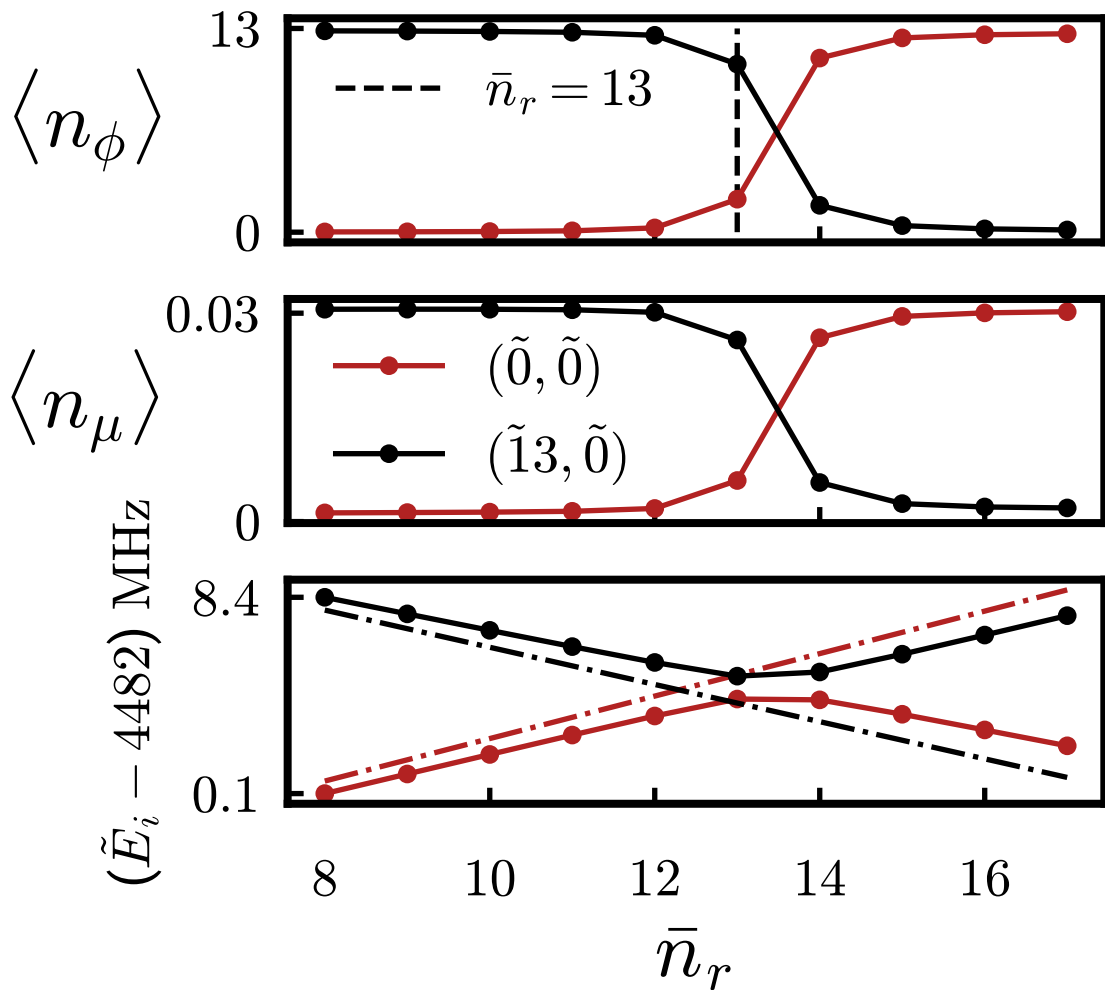 ⟨n_ϕ⟩
13
0
n̄_r = 13
⟨n_μ⟩
0.03
0
(0̃, 0̃)
(1̃3, 0̃)
(Ẽ_i − 4482) MHz
8.4
0.1
8 10 12 14 16
n̄_r